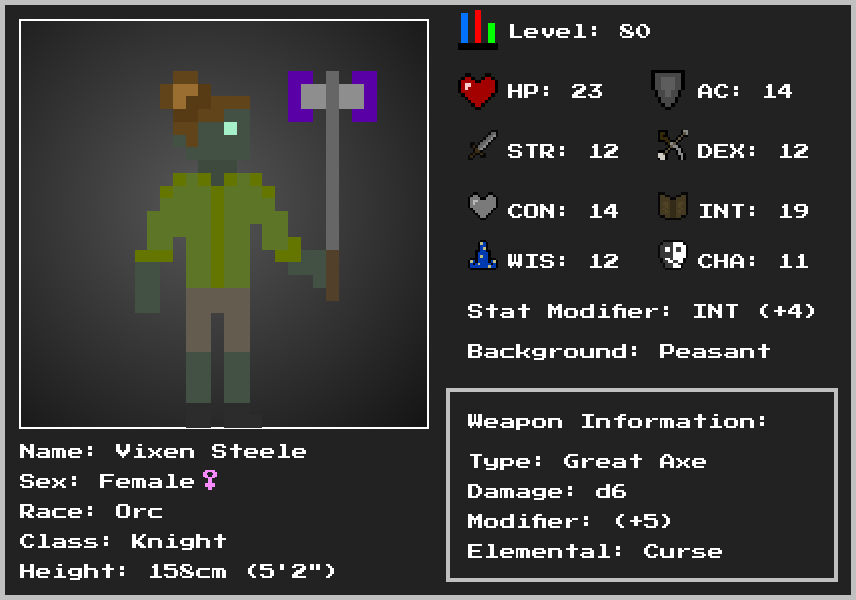 Level: 80
HP: 23
AC: 14
STR: 12
DEX: 12
CON: 14
INT: 19
WIS: 12
CHA: 11
Stat Modifier: INT (+4)
Background: Peasant
Weapon Information:
Type: Great Axe
Damage: d6
Modifier: (+5)
Elemental: Curse
Name: Vixen Steele
Sex: Female♀
Race: Orc
Class: Knight
Height: 158cm (5'2")